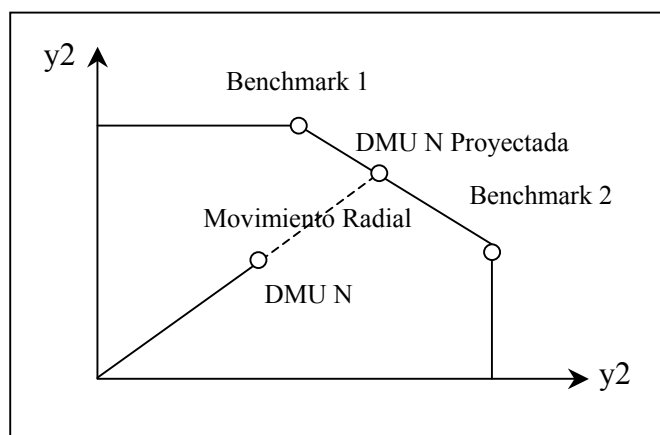 y2
Benchmark 1
DMU N Proyectada
Benchmark 2
Movimiento Radial
DMU N
y2